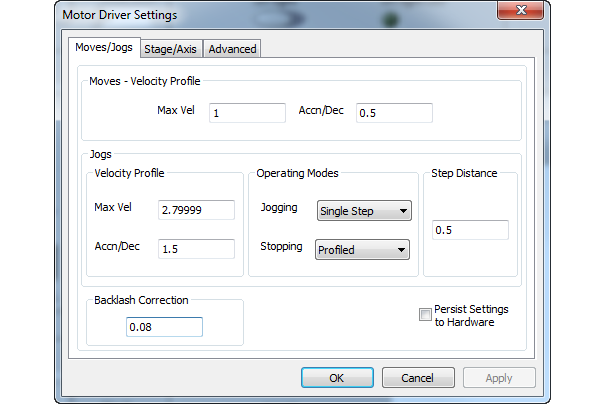 Motor Driver Settings
Moves/Jogs Stage/Axis Advanced
Moves - Velocity Profile
Max Vel 1 Accn/Dec 0.5
Jogs
Velocity Profile Operating Modes Step Distance
Max Vel 2.79999 Jogging Single Step
0.5
Accn/Dec 1.5 Stopping Profiled
Backlash Correction
0.08
Persist Settings
to Hardware
OK Cancel Apply